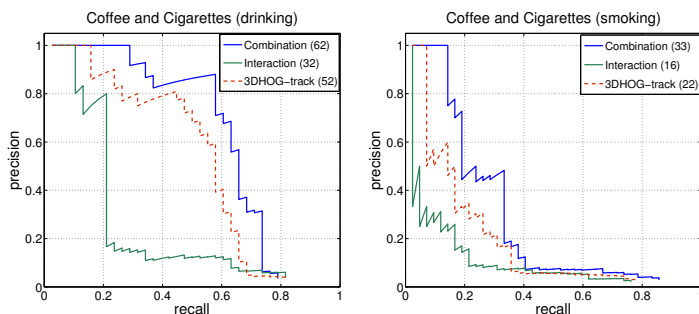 Coffee and Cigarettes (drinking)
1
0.8
0.6
0.4
0.2
0
precision
0
0.2
0.4
0.6
0.8
1
recall
Combination (62)
Interaction (32)
3DHOG-track (52)
Coffee and Cigarettes (smoking)
1
0.8
0.6
0.4
0.2
0
precision
0
0.2
0.4
0.6
0.8
1
recall
Combination (33)
Interaction (16)
3DHOG-track (22)